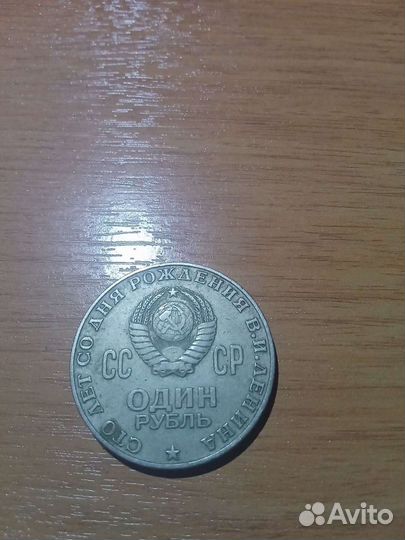 СТО ЛЕТ СО ДНЯ РОЖДЕНИЯ В.И.ЛЕНИНА
СС СР
ОДИН
РУБЛЬ
Avito